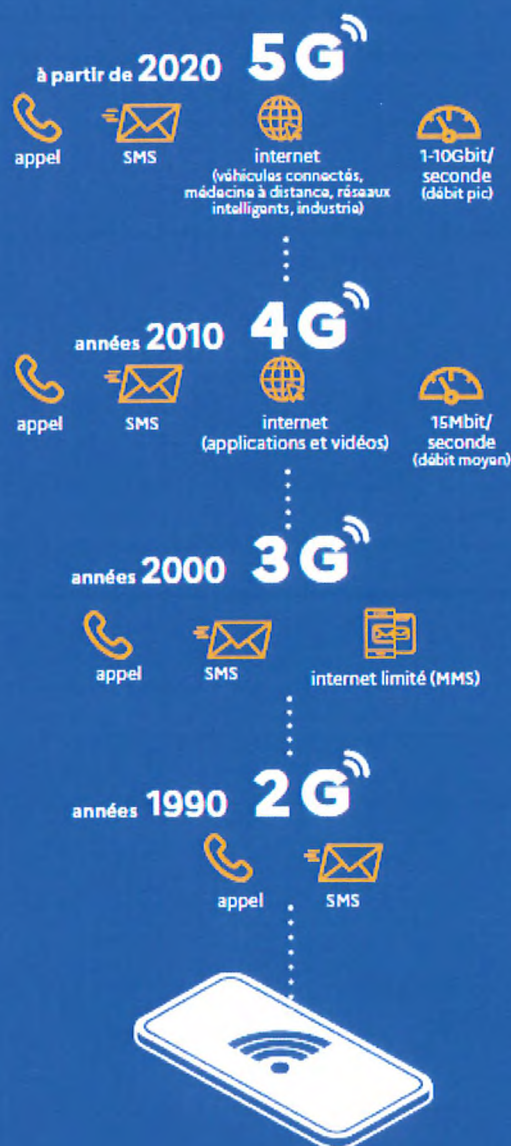 à partir de 2020 5G
appel
SMS
internet
(véhicules connectés,
médecine à distance, réseaux
intelligents, industrie)
1-10Gbit/
seconde
(débit pic)
années 2010 4G
appel
SMS
internet
(applications et vidéos)
15Mbit/
seconde
(débit moyen)
années 2000 3G
appel
SMS
internet limité (MMS)
années 1990 2G
appel
SMS